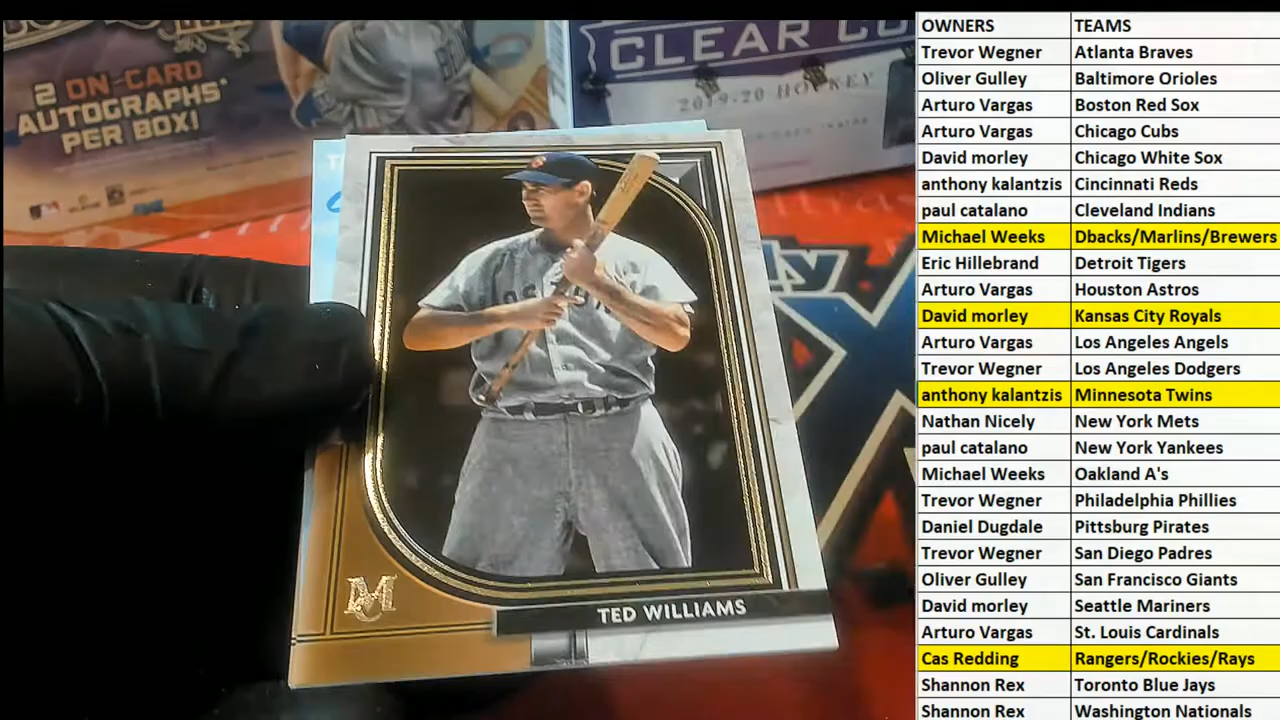 2 ON-CARD
AUTOGRAPHS
PER BOX!
CLEAR CU
2019-20 HOCKEY
TED WILLIAMS
OWNERS TEAMS
Trevor Wegner Atlanta Braves
Oliver Gulley Baltimore Orioles
Arturo Vargas Boston Red Sox
Arturo Vargas Chicago Cubs
David morley Chicago White Sox
anthony kalantzis Cincinnati Reds
paul catalano Cleveland Indians
Michael Weeks Dbacks/Marlins/Brewers
Eric Hillebrand Detroit Tigers
Arturo Vargas Houston Astros
David morley Kansas City Royals
Arturo Vargas Los Angeles Angels
Trevor Wegner Los Angeles Dodgers
anthony kalantzis Minnesota Twins
Nathan Nicely New York Mets
paul catalano New York Yankees
Michael Weeks Oakland A's
Trevor Wegner Philadelphia Phillies
Daniel Dugdale Pittsburg Pirates
Trevor Wegner San Diego Padres
Oliver Gulley San Francisco Giants
David morley Seattle Mariners
Arturo Vargas St. Louis Cardinals
Cas Redding Rangers/Rockies/Rays
Shannon Rex Toronto Blue Jays
Shannon Rex Washington Nationals